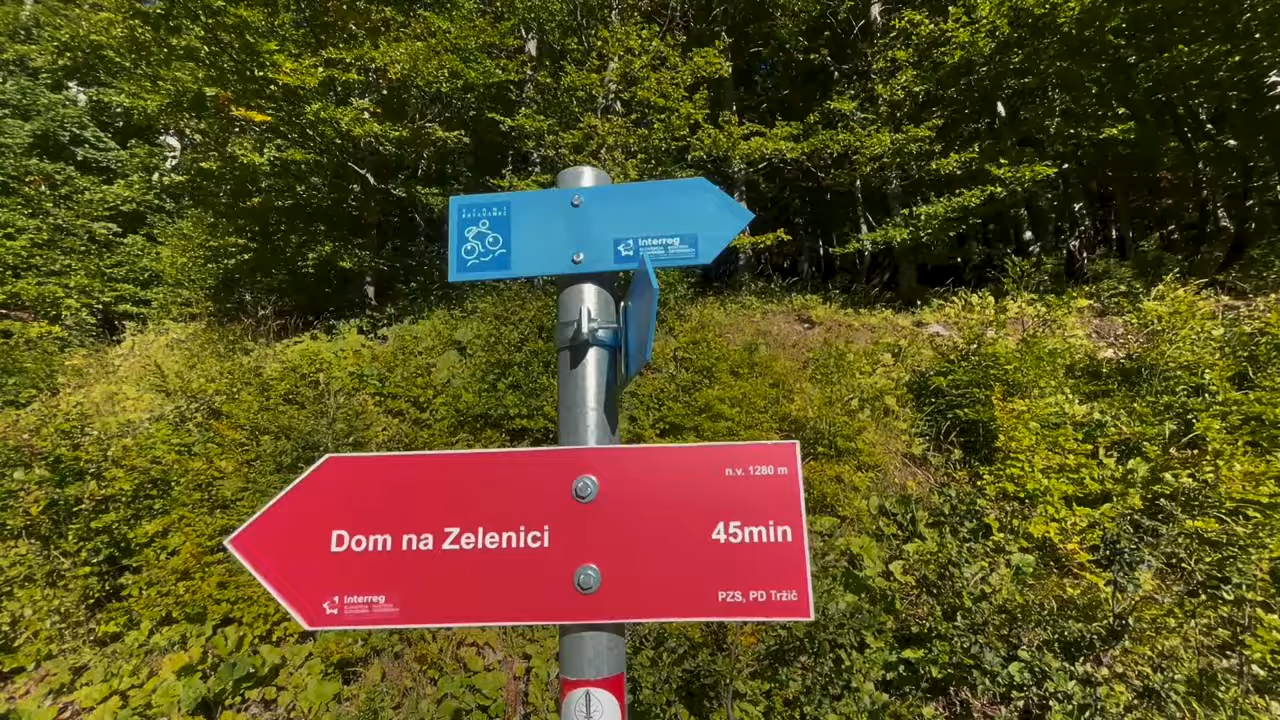 Interreg
n.v. 1280 m
Dom na Zelenici
45min
Interreg
PZS, PD Tržič